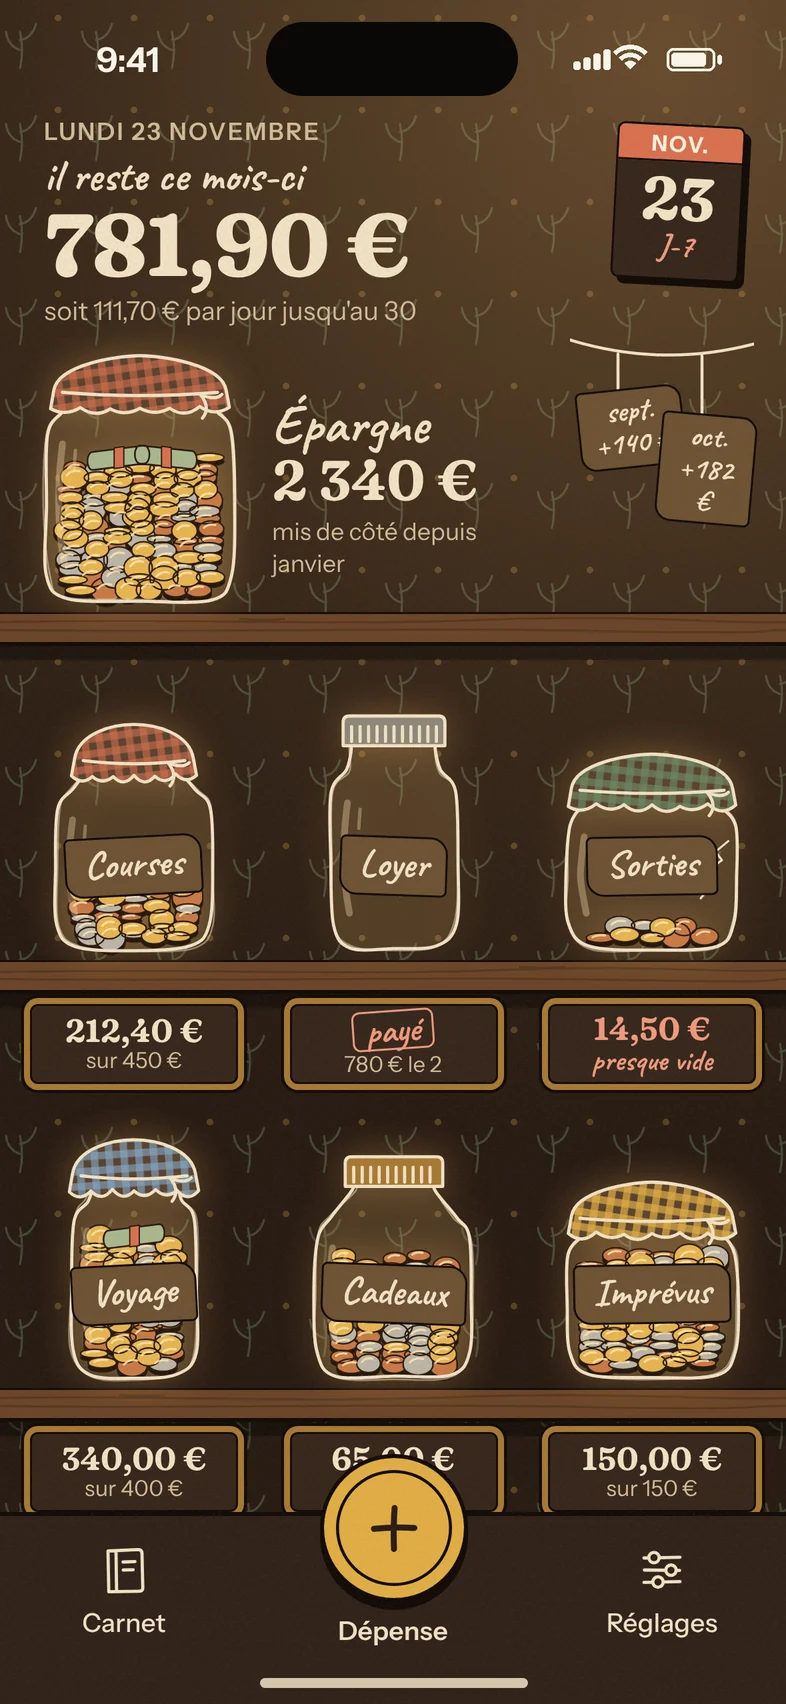 9:41
LUNDI 23 NOVEMBRE
il reste ce mois-ci
781,90 €
soit 111,70 € par jour jusqu'au 30
NOV.
23
J-7
Épargne
2 340 €
mis de côté depuis
janvier
sept.
+140
oct.
+182
€
Courses
Loyer
Sorties
212,40 €
sur 450 €
payé
780 € le 2
14,50 €
presque vide
Voyage
Cadeaux
Imprévus
340,00 €
sur 400 €
65,00 €
150,00 €
sur 150 €
Carnet
Dépense
Réglages